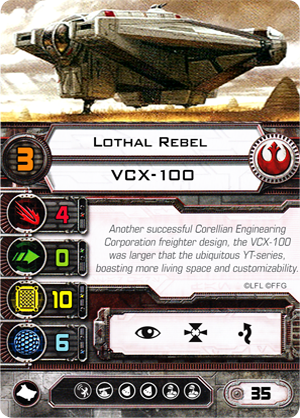 LOTHAL REBEL
3
VCX-100
4
Another successful Corellian Enginearing
Corporation freighter design, the VCX-100
0
was larger that the ubiquitous YT-series,
boasting more living space and customizability.
©LFL ©FFG
10
6
35